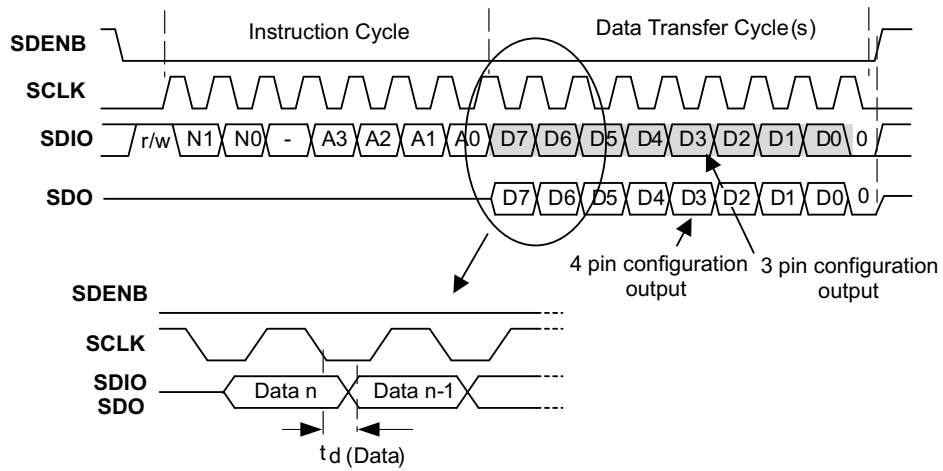 Instruction Cycle Data Transfer Cycle(s)
SDENB
SCLK
SDIO r/w N1 N0 - A3 A2 A1 A0 D7 D6 D5 D4 D3 D2 D1 D0 0
SDO D7 D6 D5 D4 D3 D2 D1 D0 0
4 pin configuration output
3 pin configuration output
SDENB
SCLK
SDIO
SDO
Data n Data n-1
td (Data)